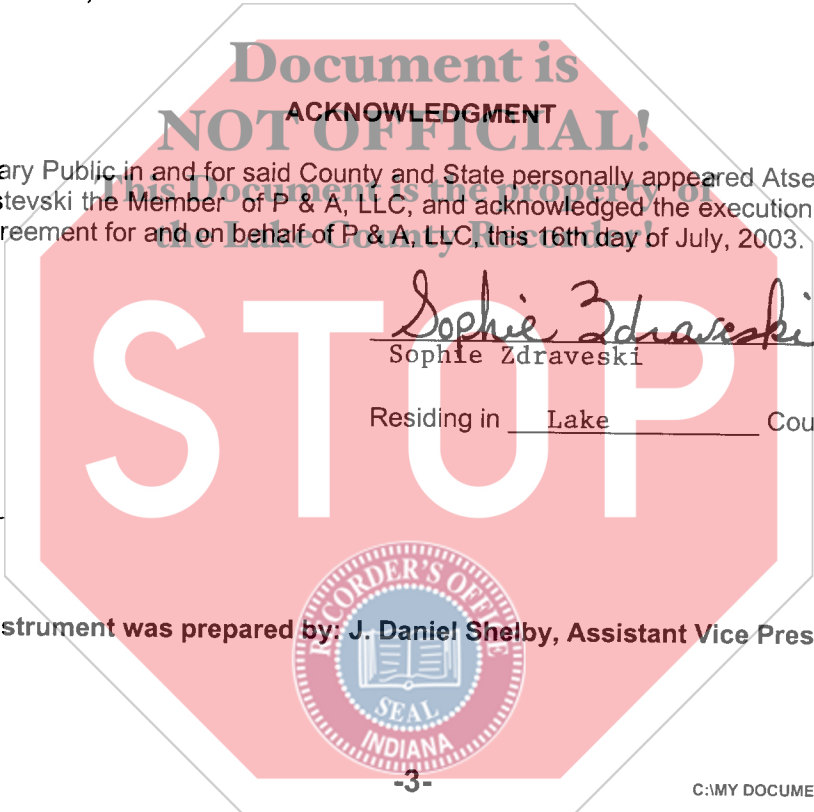 Document is
ACKNOWLEDGMENT
NOT OFFICIAL!
ary Public in and for said County and State personally appeared Atse
This Document is the property of
stevski the Member of P & A, LLC, and acknowledged the execution
reement for and on behalf of P & A, LLC, this 16th day of July, 2003.
the Lake County Recorder!
Sophie Zdraveski
Sophie Zdraveski
Residing in Lake Cou
STOP
strument was prepared by: J. Daniel Shelby, Assistant Vice Pres
RECORDER'S OFFICE
SEAL
INDIANA
-3-
C:\MY DOCUME